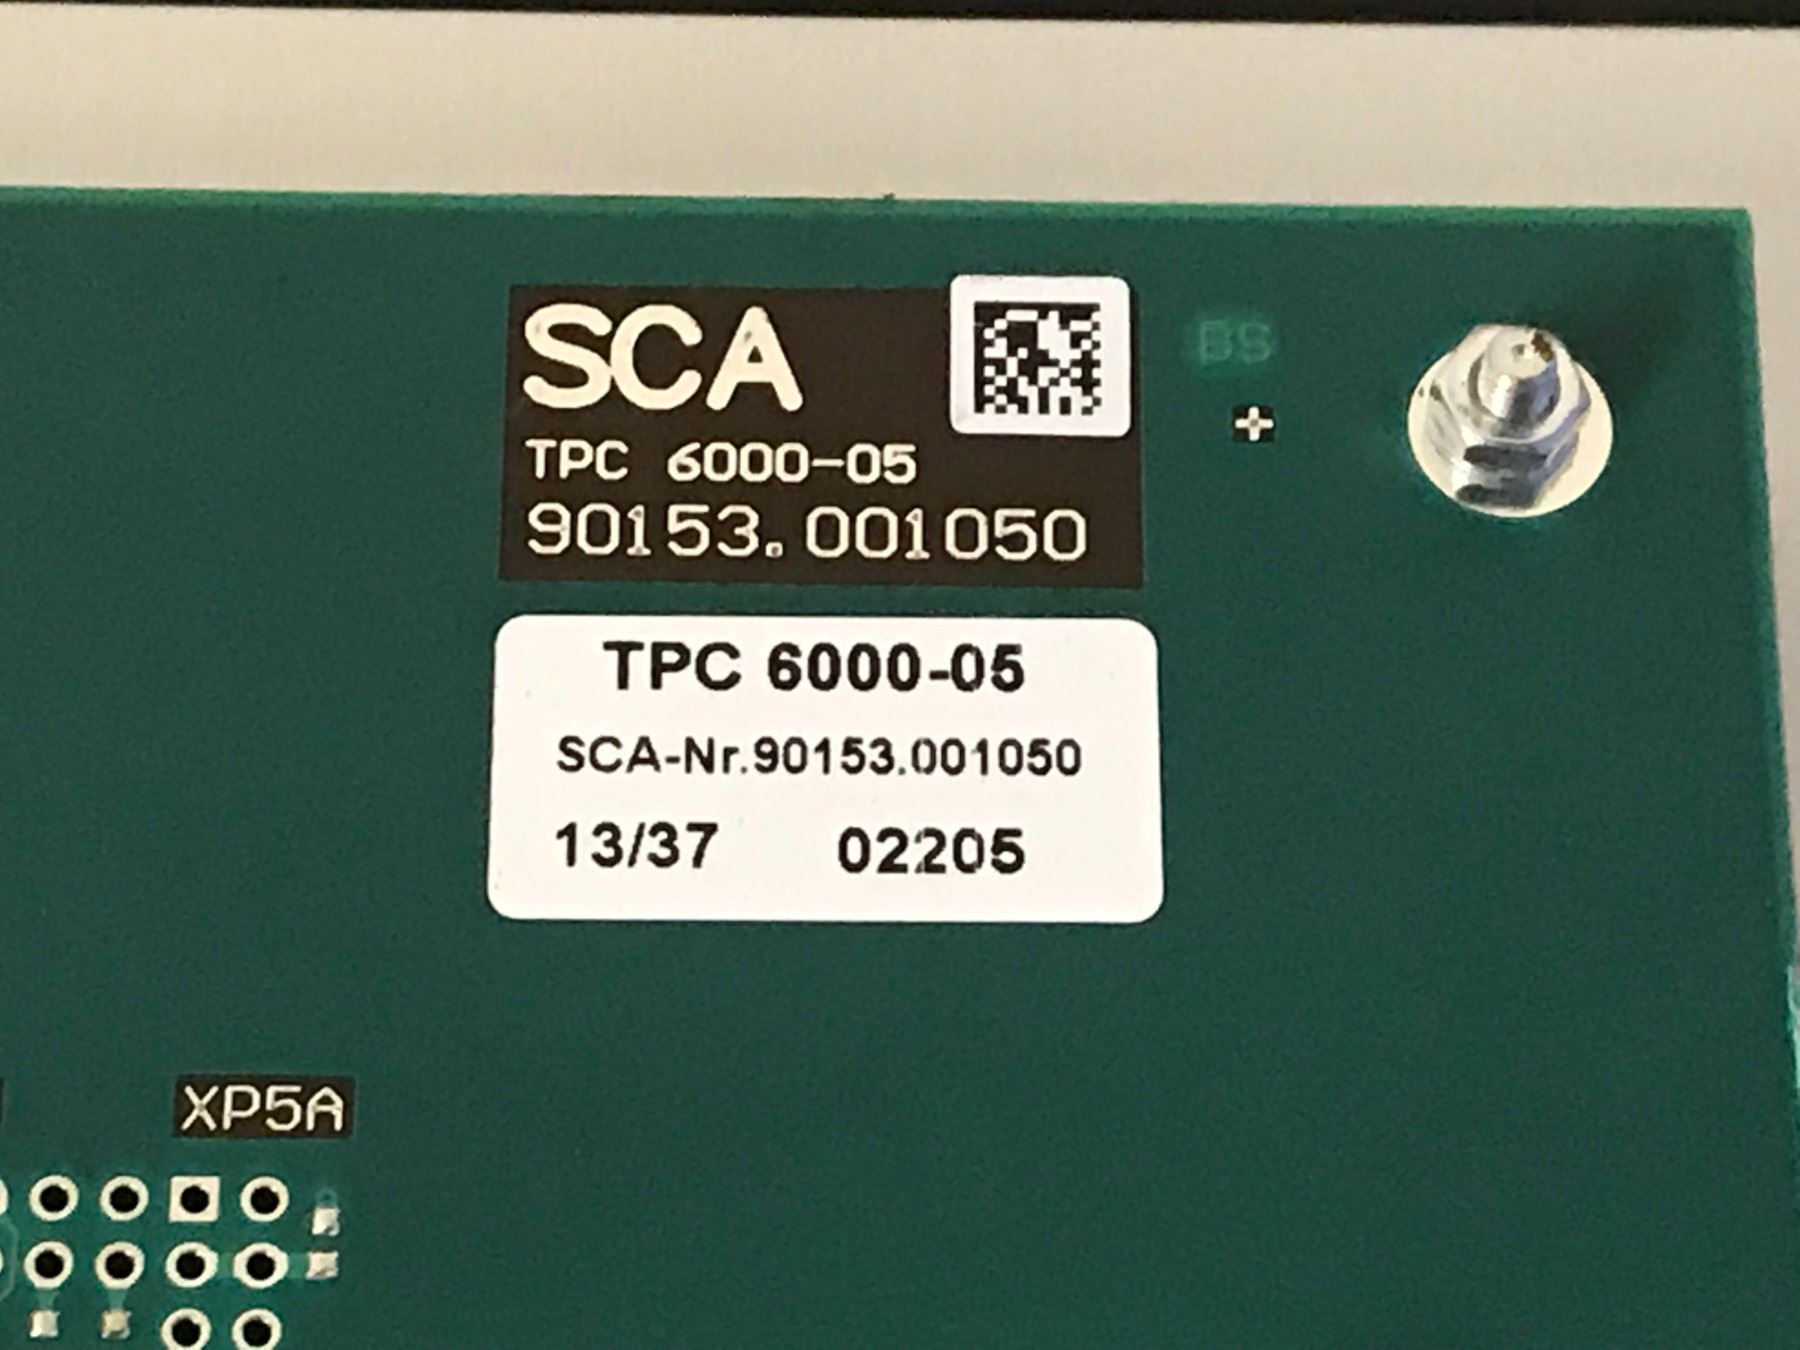 SCA
TPC 6000-05
90153.001050
BS
TPC 6000-05
SCA-Nr.90153.001050
13/37 02205
XP5A